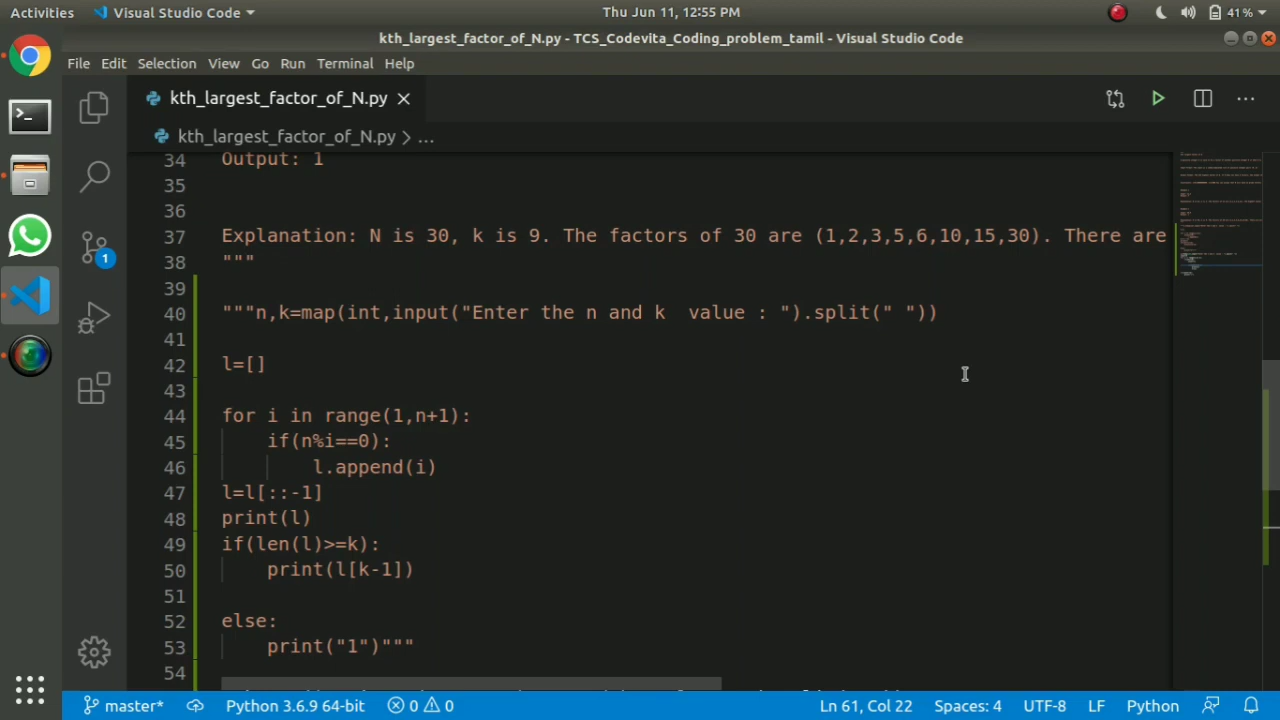 Activities Visual Studio Code Thu Jun 11, 12:55 PM 41%
kth_largest_factor_of_N.py - TCS_Codevita_Coding_problem_tamil - Visual Studio Code
File Edit Selection View Go Run Terminal Help
kth_largest_factor_of_N.py
kth_largest_factor_of_N.py > ...
34 Output: 1
35
36
37 Explanation: N is 30, k is 9. The factors of 30 are (1,2,3,5,6,10,15,30). There are
38 """
39
40 """n,k=map(int,input("Enter the n and k  value : ").split(" "))
41
42 l=[]
43
44 for i in range(1,n+1):
45     if(n%i==0):
46         l.append(i)
47 l=l[::-1]
48 print(l)
49 if(len(l)>=k):
50     print(l[k-1])
51
52 else:
53     print("1")"""
54
1
master* Python 3.6.9 64-bit 0 0 Ln 61, Col 22 Spaces: 4 UTF-8 LF Python